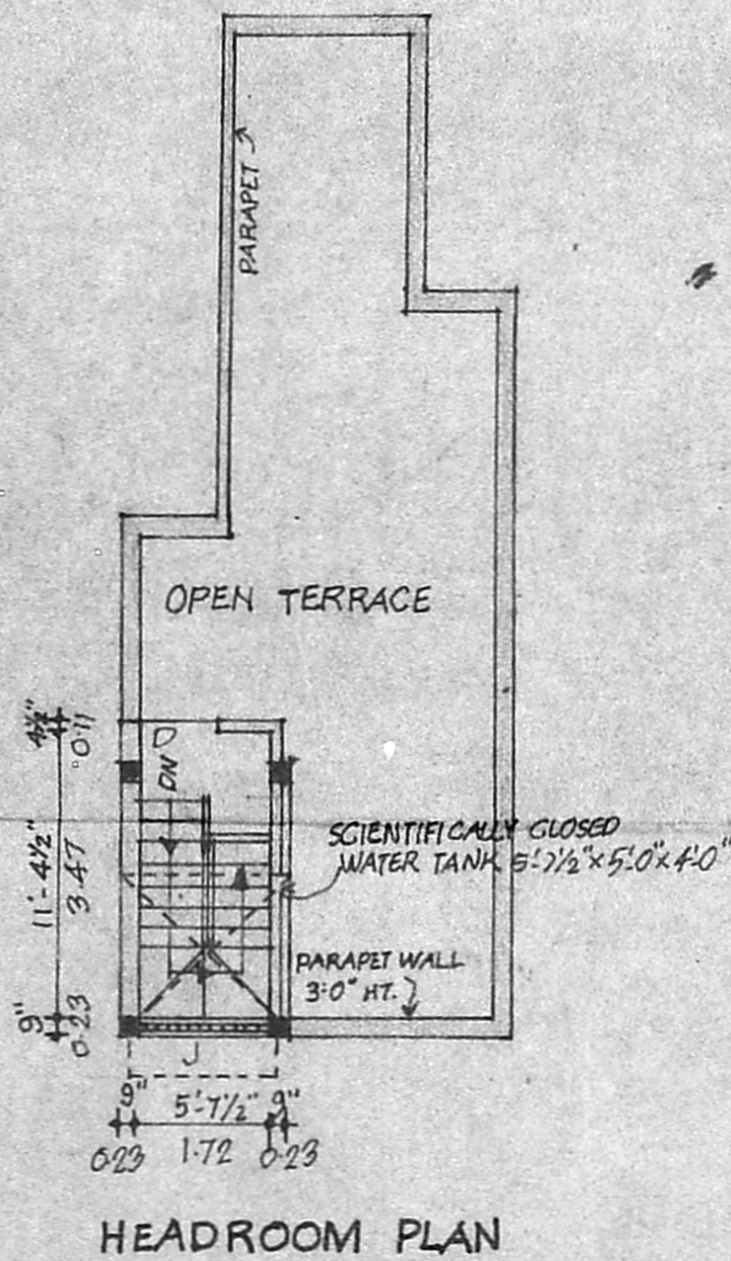 PARAPET
OPEN TERRACE
4½"
0.11
D
DN
SCIENTIFICALLY CLOSED
WATER TANK 5'-7½"x5'-0"x4'-0"
11'-4½"
3.47
PARAPET WALL
3'-0" HT.
9"
0.23
J
9" 5'-7½" 9"
0.23 1.72 0.23
HEADROOM PLAN